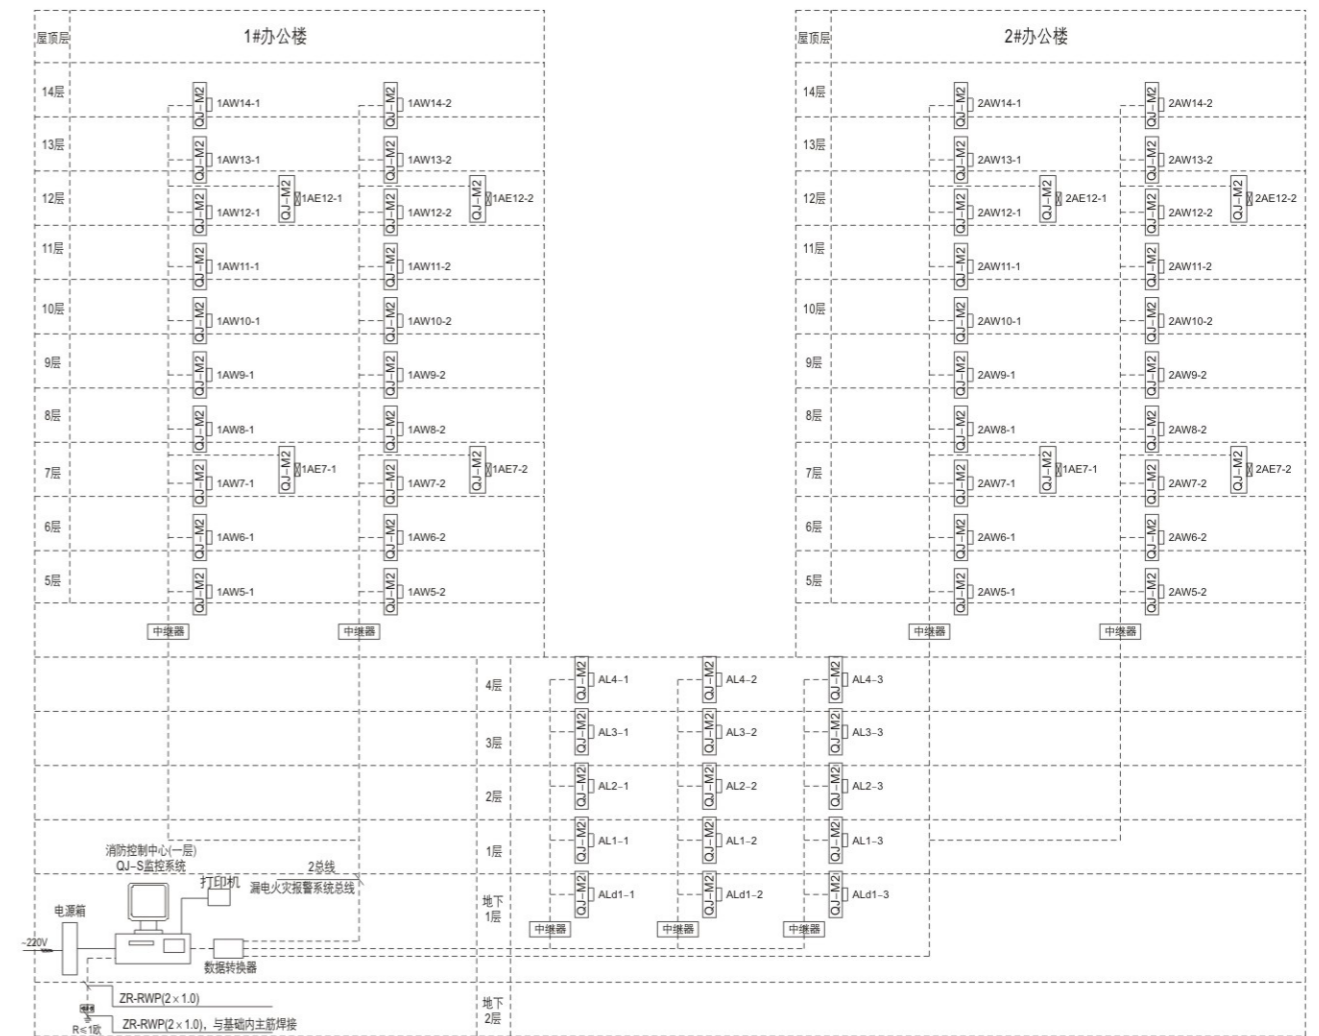 屋顶层 1#办公楼 屋顶层 2#办公楼
14层 QJ-M2 1AW14-1 QJ-M2 1AW14-2 14层 QJ-M2 2AW14-1 QJ-M2 2AW14-2
13层 QJ-M2 1AW13-1 QJ-M2 1AW13-2 13层 QJ-M2 2AW13-1 QJ-M2 2AW13-2
12层 QJ-M2 1AE12-1 QJ-M2 1AE12-2 12层 QJ-M2 2AE12-1 QJ-M2 2AE12-2
QJ-M2 1AW12-1 QJ-M2 1AW12-2 QJ-M2 2AW12-1 QJ-M2 2AW12-2
11层 QJ-M2 1AW11-1 QJ-M2 1AW11-2 11层 QJ-M2 2AW11-1 QJ-M2 2AW11-2
10层 QJ-M2 1AW10-1 QJ-M2 1AW10-2 10层 QJ-M2 2AW10-1 QJ-M2 2AW10-2
9层 QJ-M2 1AW9-1 QJ-M2 1AW9-2 9层 QJ-M2 2AW9-1 QJ-M2 2AW9-2
8层 QJ-M2 1AW8-1 QJ-M2 1AW8-2 8层 QJ-M2 2AW8-1 QJ-M2 2AW8-2
7层 QJ-M2 1AE7-1 QJ-M2 1AE7-2 7层 QJ-M2 1AE7-1 QJ-M2 2AE7-2
QJ-M2 1AW7-1 QJ-M2 1AW7-2 QJ-M2 2AW7-1 QJ-M2 2AW7-2
6层 QJ-M2 1AW6-1 QJ-M2 1AW6-2 6层 QJ-M2 2AW6-1 QJ-M2 2AW6-2
5层 QJ-M2 1AW5-1 QJ-M2 1AW5-2 5层 QJ-M2 2AW5-1 QJ-M2 2AW5-2
中继器 中继器 中继器 中继器
4层 QJ-M2 AL4-1 QJ-M2 AL4-2 QJ-M2 AL4-3
3层 QJ-M2 AL3-1 QJ-M2 AL3-2 QJ-M2 AL3-3
2层 QJ-M2 AL2-1 QJ-M2 AL2-2 QJ-M2 AL2-3
1层 QJ-M2 AL1-1 QJ-M2 AL1-2 QJ-M2 AL1-3
消防控制中心(一层)
QJ-S监控系统
2总线
打印机
漏电火灾报警系统总线
地下
1层
QJ-M2 ALd1-1 QJ-M2 ALd1-2 QJ-M2 ALd1-3
电源箱
中继器 中继器 中继器
~220V
数据转换器
ZR-RWP(2×1.0)
地下
2层
R≤1欧
ZR-RWP(2×1.0), 与基础内主筋焊接